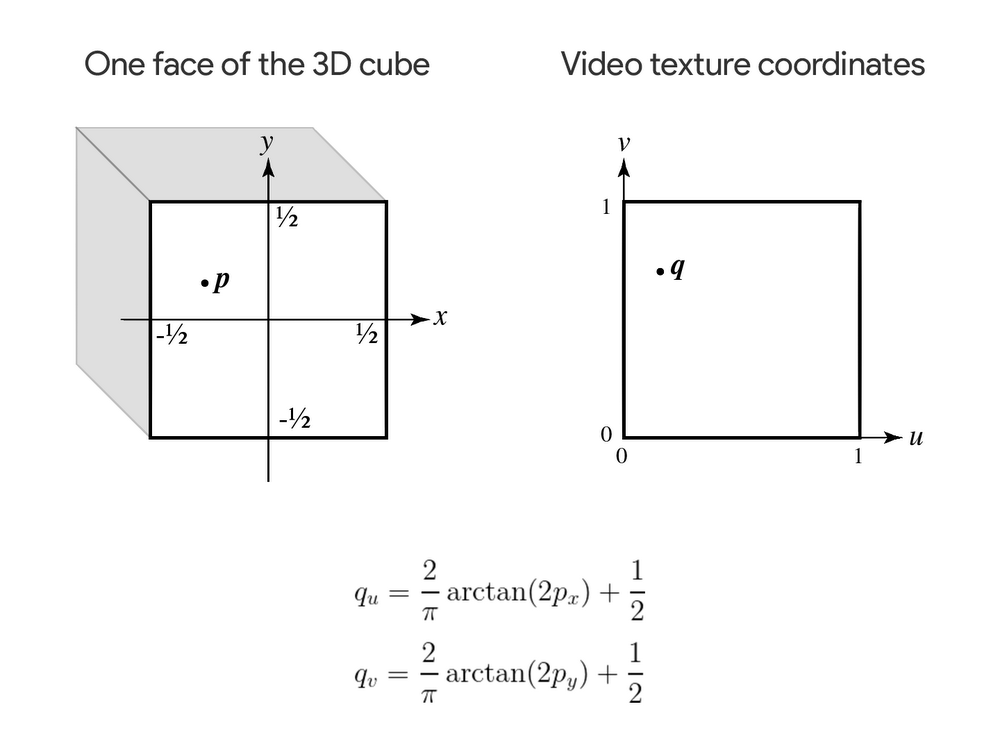 One face of the 3D cube
Video texture coordinates
y
½
p
x
-½
½
-½
v
1
q
0
u
0
1
q_u = \frac{2}{\pi} \arctan(2p_x) + \frac{1}{2}
q_v = \frac{2}{\pi} \arctan(2p_y) + \frac{1}{2}